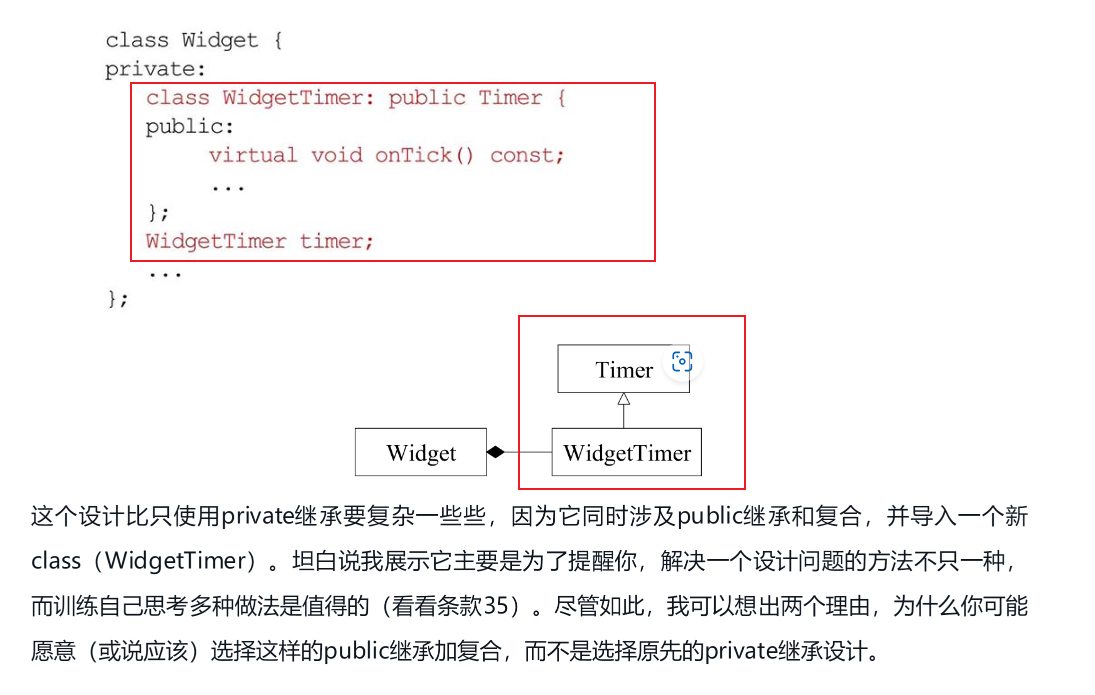 class Widget {
private:
class WidgetTimer: public Timer {
public:
virtual void onTick() const;
...
};
WidgetTimer timer;
...
};
Timer
Widget
WidgetTimer
这个设计比只使用private继承要复杂一些些，因为它同时涉及public继承和复合，并导入一个新
class（WidgetTimer）。坦白说我展示它主要是为了提醒你，解决一个设计问题的方法不只一种，
而训练自己思考多种做法是值得的（看看条款35）。尽管如此，我可以想出两个理由，为什么你可能
愿意（或说应该）选择这样的public继承加复合，而不是选择原先的private继承设计。